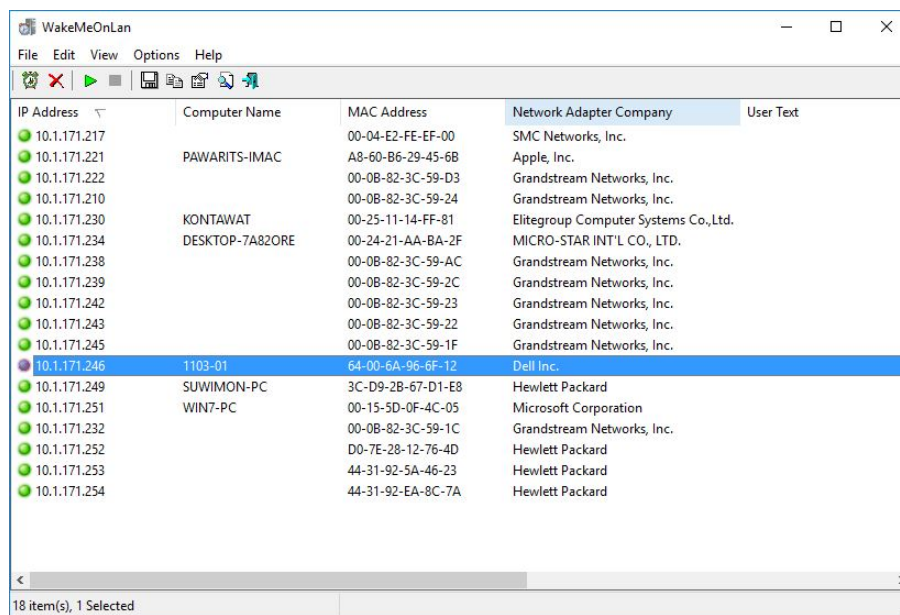 WakeMeOnLan
File Edit View Options Help
IP Address Computer Name MAC Address Network Adapter Company User Text
10.1.171.217 00-04-E2-FE-EF-00 SMC Networks, Inc.
10.1.171.221 PAWARITS-IMAC A8-60-B6-29-45-6B Apple, Inc.
10.1.171.222 00-0B-82-3C-59-D3 Grandstream Networks, Inc.
10.1.171.210 00-0B-82-3C-59-24 Grandstream Networks, Inc.
10.1.171.230 KONTAWAT 00-25-11-14-FF-81 Elitegroup Computer Systems Co.,Ltd.
10.1.171.234 DESKTOP-7A82ORE 00-24-21-AA-BA-2F MICRO-STAR INT'L CO., LTD.
10.1.171.238 00-0B-82-3C-59-AC Grandstream Networks, Inc.
10.1.171.239 00-0B-82-3C-59-2C Grandstream Networks, Inc.
10.1.171.242 00-0B-82-3C-59-23 Grandstream Networks, Inc.
10.1.171.243 00-0B-82-3C-59-22 Grandstream Networks, Inc.
10.1.171.245 00-0B-82-3C-59-1F Grandstream Networks, Inc.
10.1.171.246 1103-01 64-00-6A-96-6F-12 Dell Inc.
10.1.171.249 SUWIMON-PC 3C-D9-2B-67-D1-E8 Hewlett Packard
10.1.171.251 WIN7-PC 00-15-5D-0F-4C-05 Microsoft Corporation
10.1.171.232 00-0B-82-3C-59-1C Grandstream Networks, Inc.
10.1.171.252 D0-7E-28-12-76-4D Hewlett Packard
10.1.171.253 44-31-92-5A-46-23 Hewlett Packard
10.1.171.254 44-31-92-EA-8C-7A Hewlett Packard
18 item(s), 1 Selected